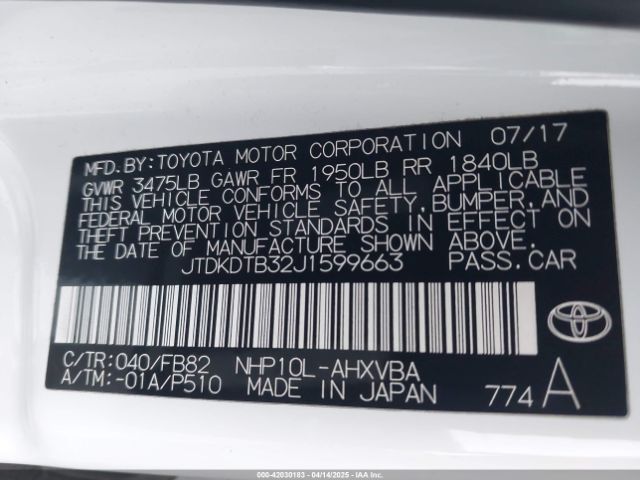 MFD. BY: TOYOTA MOTOR CORPORATION 07/17
GVWR 3475LB GAWR FR 1950LB RR 1840LB
THIS VEHICLE CONFORMS TO ALL APPLICABLE
FEDERAL MOTOR VEHICLE SAFETY, BUMPER, AND
THEFT PREVENTION STANDARDS IN EFFECT ON
THE DATE OF MANUFACTURE SHOWN ABOVE.
JTDKDTB32J1599663 PASS.CAR
C/TR:040/FB82 NHP10L-AHXVBA
A/TM:-01A/P510 MADE IN JAPAN 774A
000-42030183 - 04/14/2025 - IAA Inc.